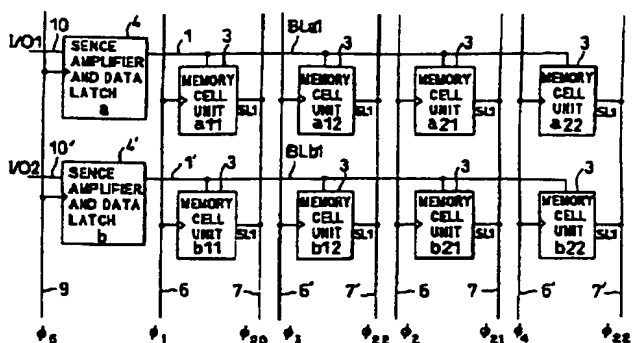 I/O1 10 4 1 3 BLa1 3 3 3
SENCE AMPLIFIER AND DATA LATCH a
MEMORY CELL UNIT a11 SL1
MEMORY CELL UNIT a12 SL1
MEMORY CELL UNIT a21 SL1
MEMORY CELL UNIT a22 SL1
I/O2 10' 4' 1' 3 BLb1 3 3 3
SENCE AMPLIFIER AND DATA LATCH b
MEMORY CELL UNIT b11 SL1
MEMORY CELL UNIT b12 SL1
MEMORY CELL UNIT b21 SL1
MEMORY CELL UNIT b22 SL1
9 6 7 6' 7' 6 7 6' 7'
ϕ1 ϕ20 ϕ3 ϕ22 ϕ2 ϕ21 ϕ4 ϕ22